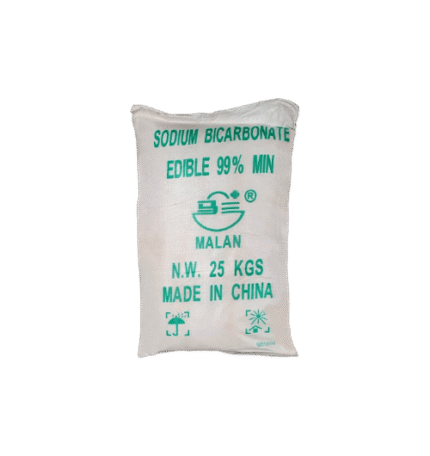 SODIUM BICARBONATE
EDIBLE 99% MIN
®
MALAN
N.W. 25 KGS
MADE IN CHINA